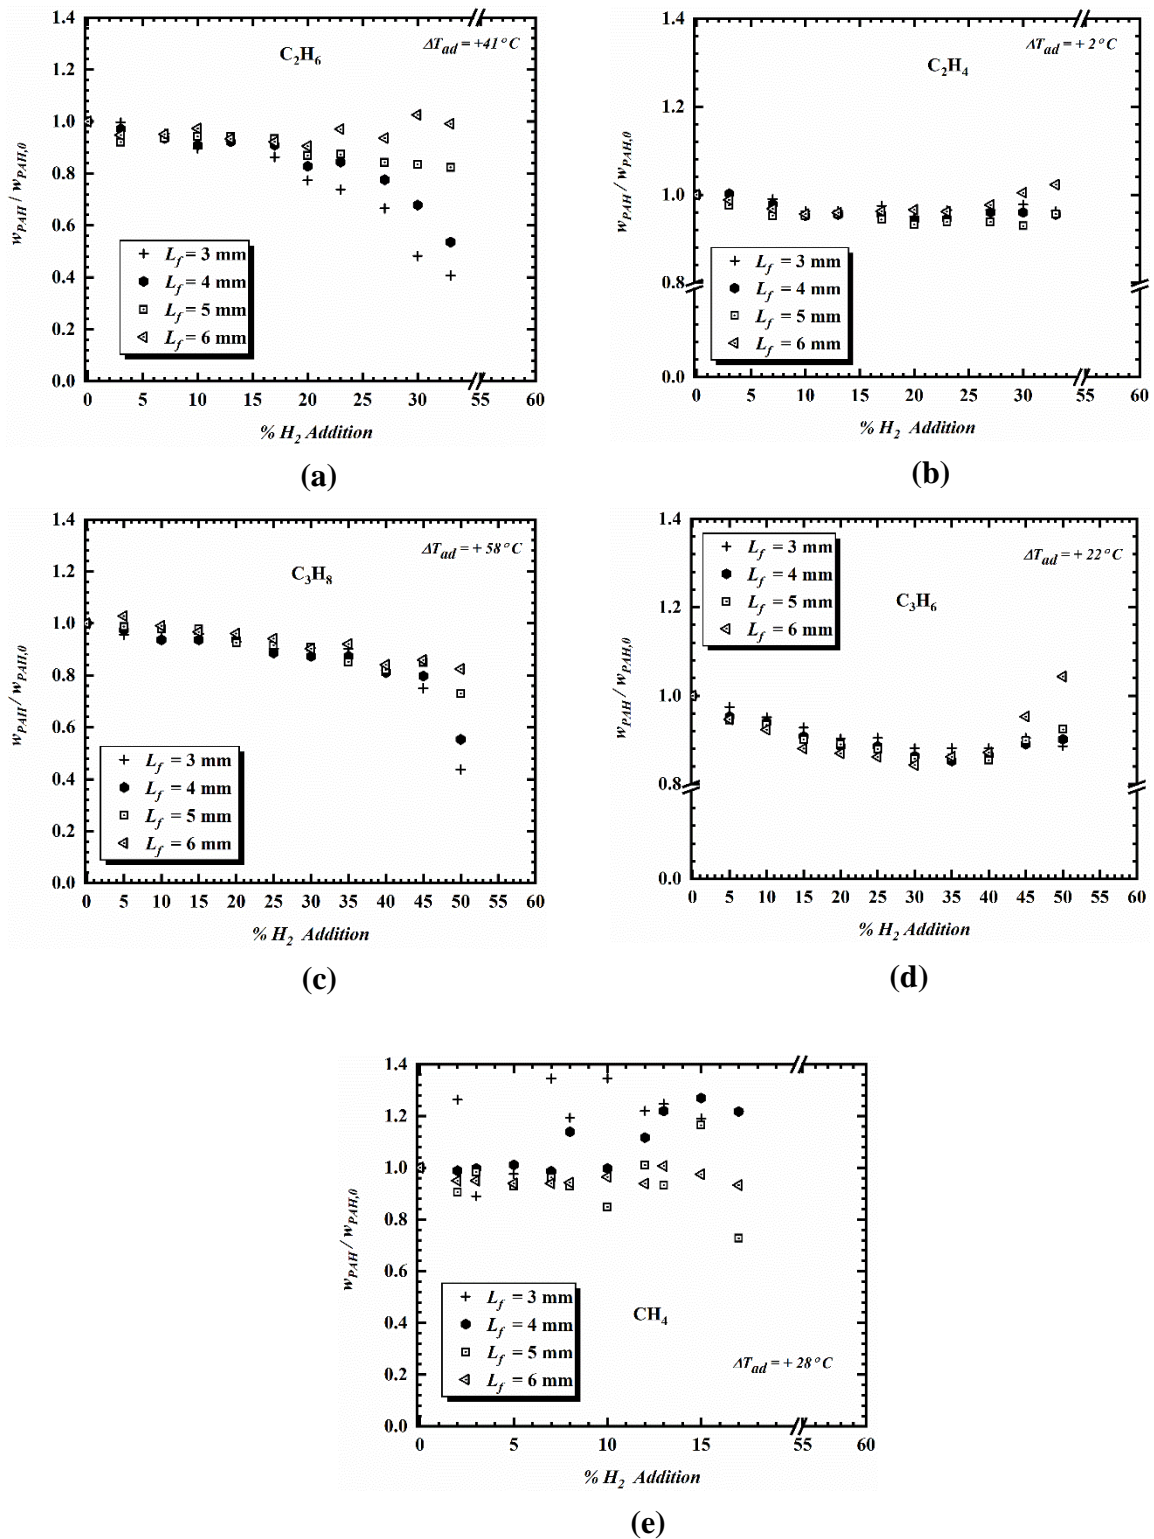 1.4
1.2
1.0
0.8
0.6
0.4
0.2
0.0
w_PAH / w_PAH,0
ΔT_ad = +41°C
C₂H₆
L_f = 3 mm
L_f = 4 mm
L_f = 5 mm
L_f = 6 mm
0 5 10 15 20 25 30 55 60
% H₂ Addition
(a)
1.4
1.2
1.0
0.8
0.0
w_PAH / w_PAH,0
ΔT_ad = + 2°C
C₂H₄
L_f = 3 mm
L_f = 4 mm
L_f = 5 mm
L_f = 6 mm
0 5 10 15 20 25 30 55 60
% H₂ Addition
(b)
1.4
1.2
1.0
0.8
0.6
0.4
0.2
0.0
w_PAH / w_PAH,0
ΔT_ad = + 58°C
C₃H₈
L_f = 3 mm
L_f = 4 mm
L_f = 5 mm
L_f = 6 mm
0 5 10 15 20 25 30 35 40 45 50 55 60
% H₂ Addition
(c)
1.4
1.2
1.0
0.8
0.0
w_PAH / w_PAH,0
L_f = 3 mm
L_f = 4 mm
L_f = 5 mm
L_f = 6 mm
ΔT_ad = + 22°C
C₃H₆
0 5 10 15 20 25 30 35 40 45 50 55 60
% H₂ Addition
(d)
1.4
1.2
1.0
0.8
0.6
0.4
0.2
0.0
w_PAH / w_PAH,0
L_f = 3 mm
L_f = 4 mm
L_f = 5 mm
L_f = 6 mm
CH₄
ΔT_ad = + 28°C
0 5 10 15 55 60
% H₂ Addition
(e)